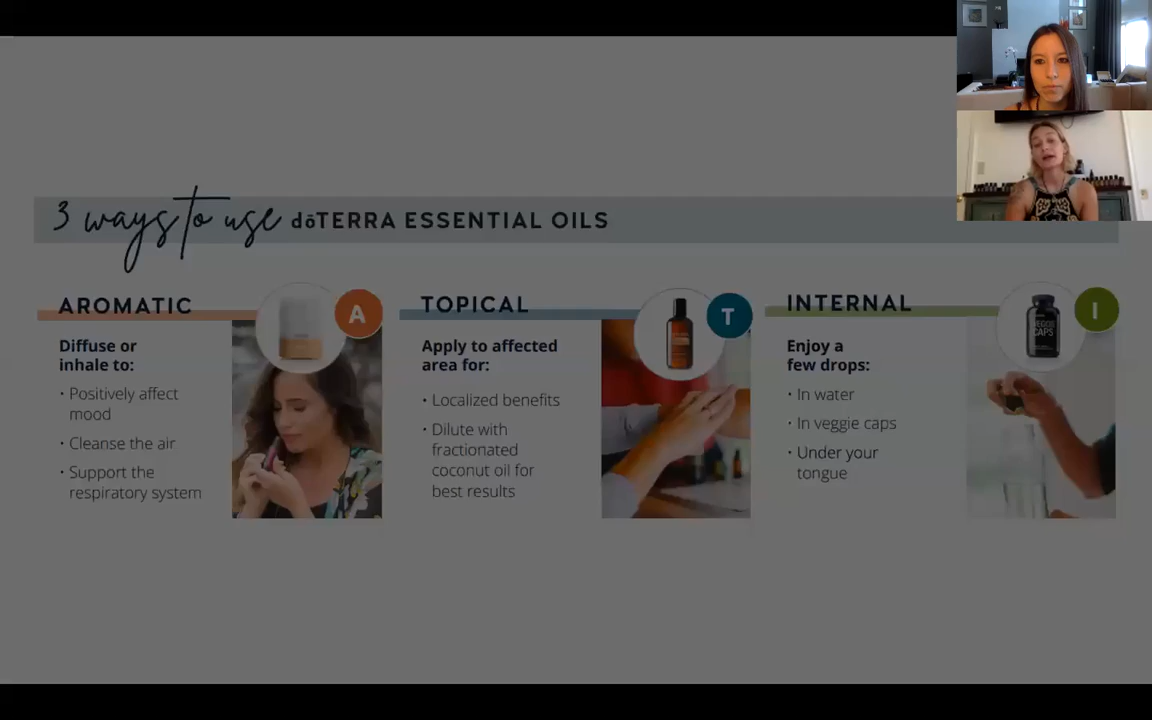 3 ways to use dōTERRA ESSENTIAL OILS
AROMATIC
A
Diffuse or
inhale to:
• Positively affect
mood
• Cleanse the air
• Support the
respiratory system
TOPICAL
T
Apply to affected
area for:
• Localized benefits
• Dilute with
fractionated
coconut oil for
best results
INTERNAL
I
VEGGIE
CAPS
Enjoy a
few drops:
• In water
• In veggie caps
• Under your
tongue